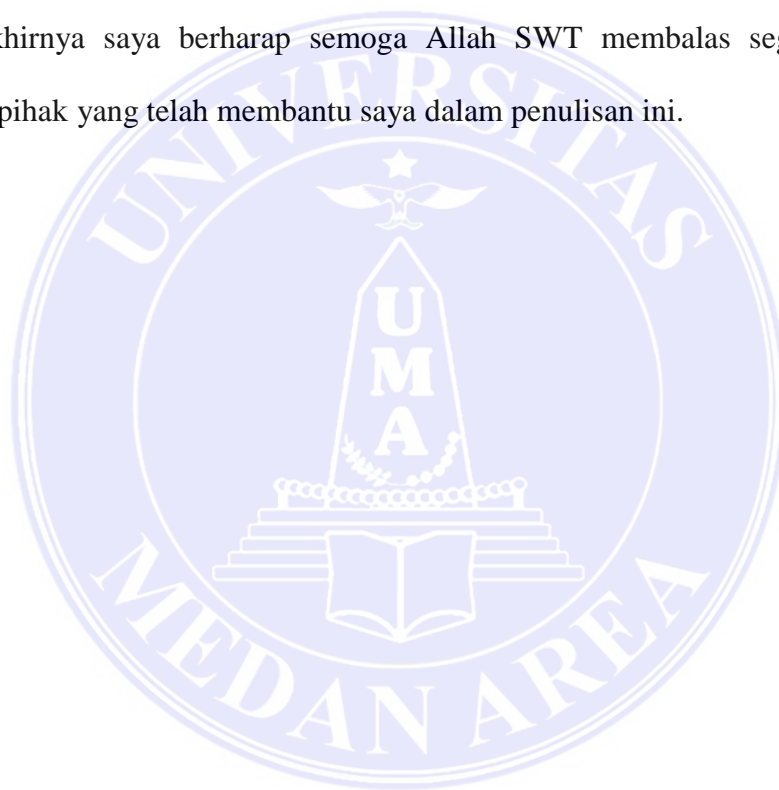 khirnya saya berharap semoga Allah SWT membalas seg
pihak yang telah membantu saya dalam penulisan ini.
UNIVERSITAS
U
M
A
MEDAN AREA